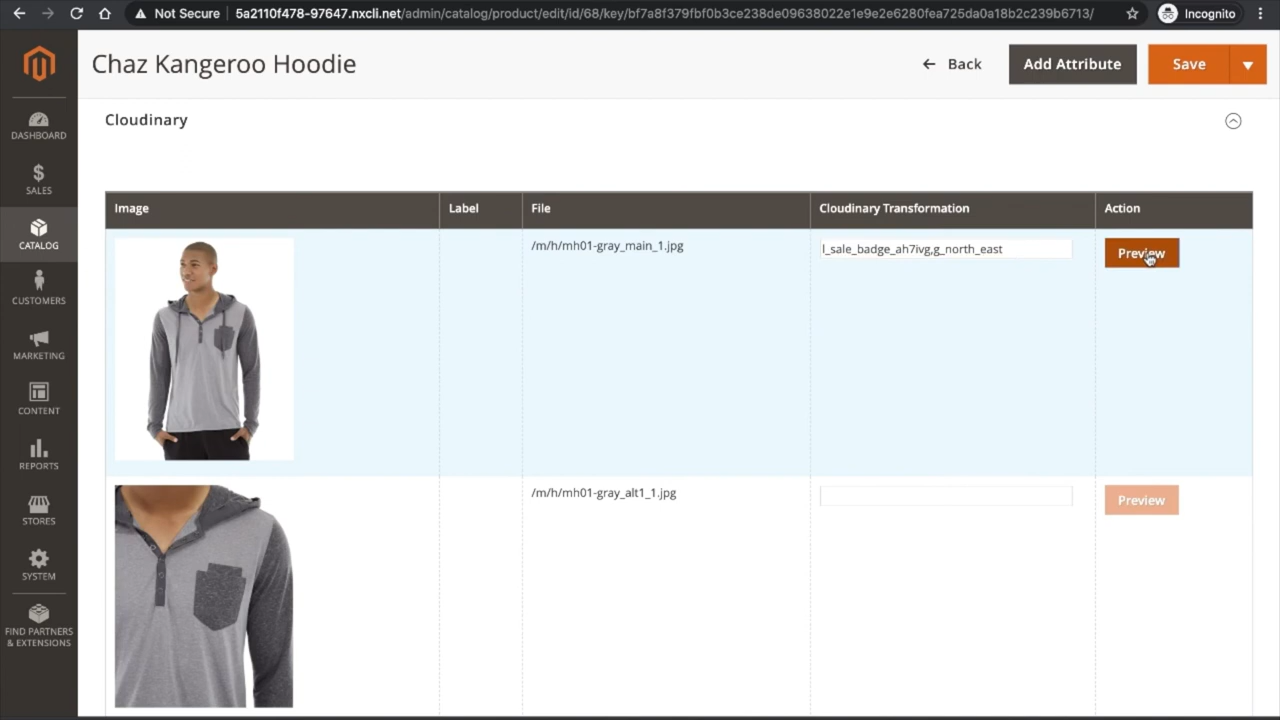 Not Secure 5a2110f478-97647.nxcli.net/admin/catalog/product/edit/id/68/key/bf7a8f379fbf0b3ce238de09638022e1e9e2e6280fea725da0a18b2c239b6713/ Incognito
Chaz Kangeroo Hoodie
Back
Add Attribute
Save
DASHBOARD
SALES
CATALOG
CUSTOMERS
MARKETING
CONTENT
REPORTS
STORES
SYSTEM
FIND PARTNERS
& EXTENSIONS
Cloudinary
Image Label File Cloudinary Transformation Action
/m/h/mh01-gray_main_1.jpg l_sale_badge_ah7ivg,g_north_east Preview
/m/h/mh01-gray_alt1_1.jpg Preview